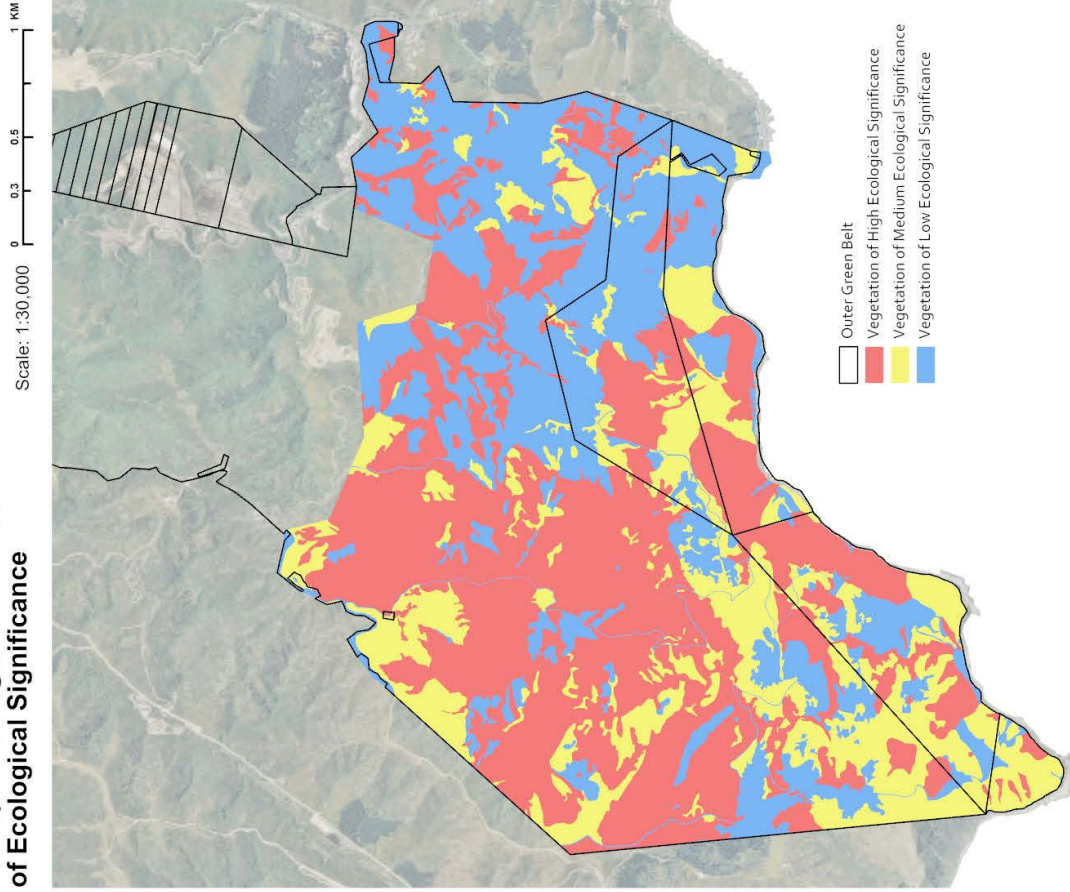 of Ecological Significance
Scale: 1:30,000
0 0.3 0.5 1 KM
Outer Green Belt
Vegetation of High Ecological Significance
Vegetation of Medium Ecological Significance
Vegetation of Low Ecological Significance